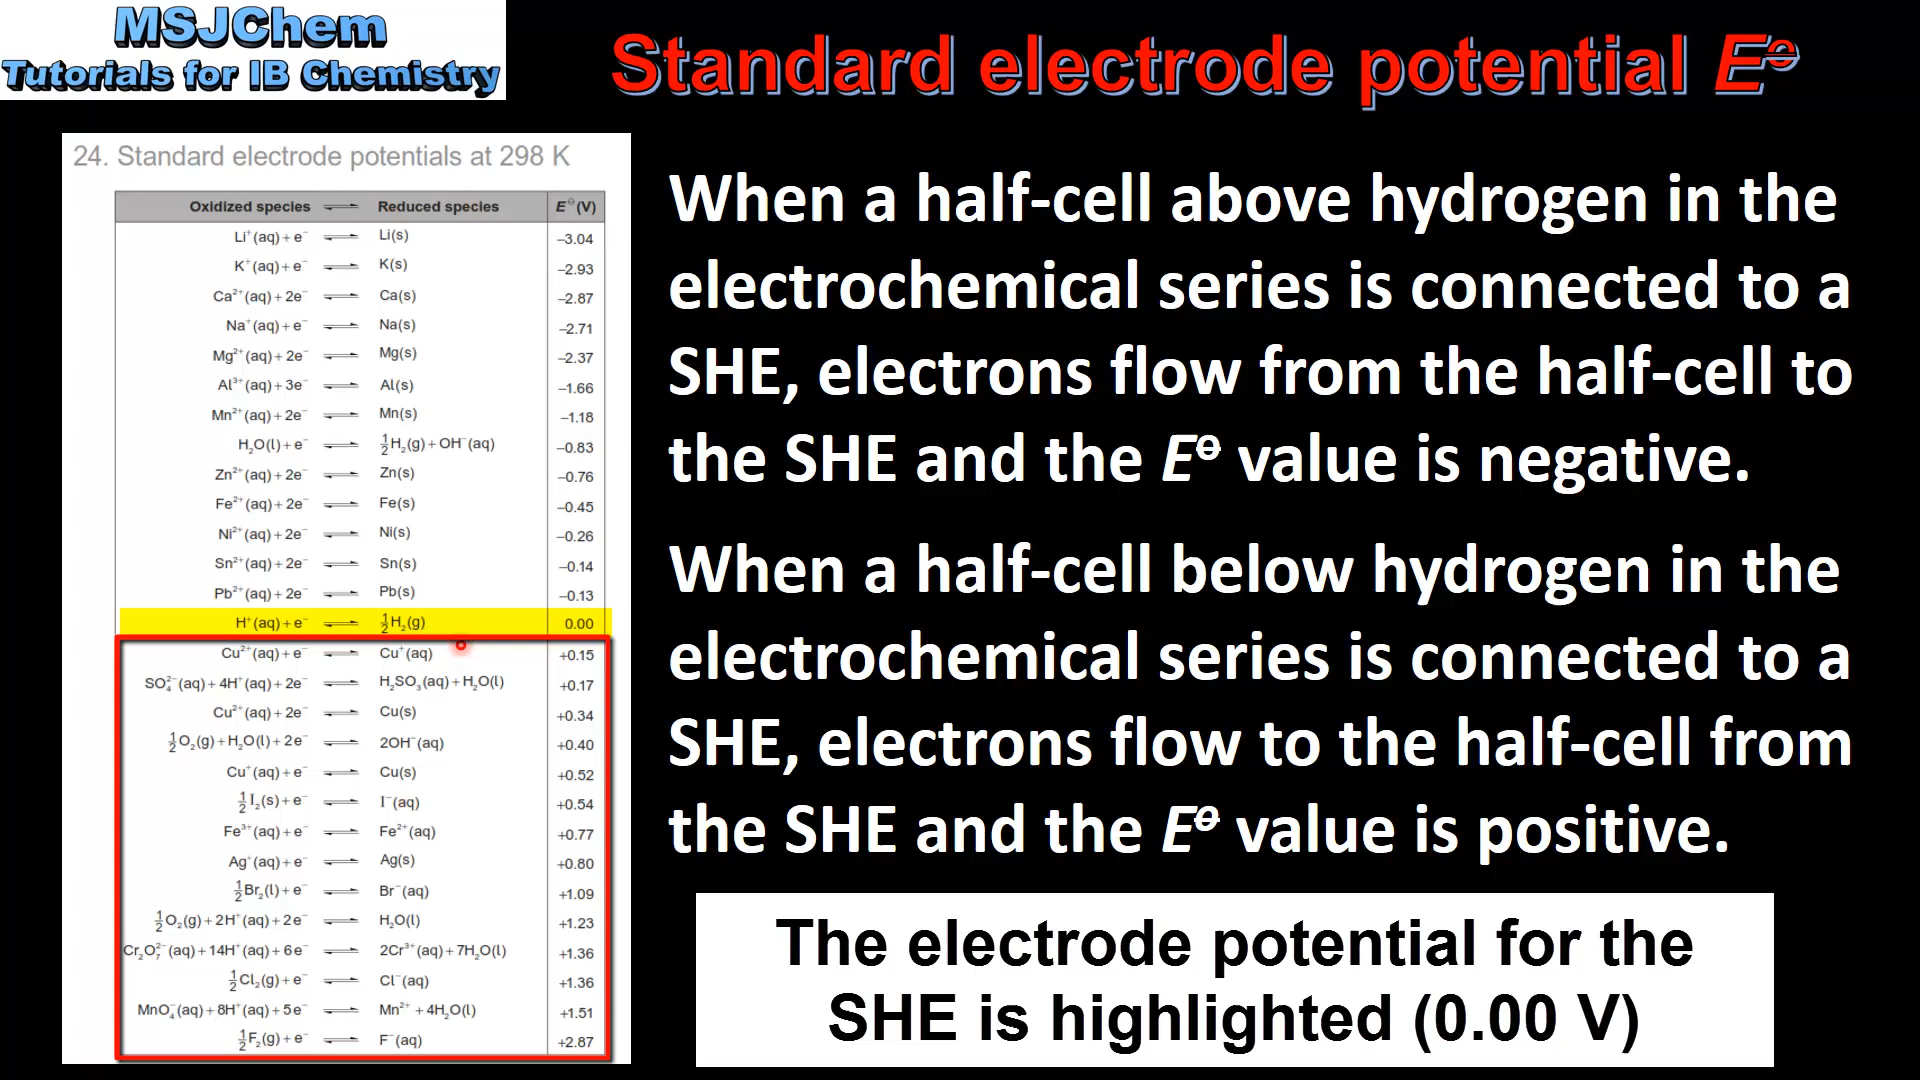 MSJChem
Tutorials for IB Chemistry
Standard electrode potential E⊖
24. Standard electrode potentials at 298 K
Oxidized species ⇌ Reduced species E⊖(V)
Li⁺(aq) + e⁻ ⇌ Li(s) −3.04
K⁺(aq) + e⁻ ⇌ K(s) −2.93
Ca²⁺(aq) + 2e⁻ ⇌ Ca(s) −2.87
Na⁺(aq) + e⁻ ⇌ Na(s) −2.71
Mg²⁺(aq) + 2e⁻ ⇌ Mg(s) −2.37
Al³⁺(aq) + 3e⁻ ⇌ Al(s) −1.66
Mn²⁺(aq) + 2e⁻ ⇌ Mn(s) −1.18
H₂O(l) + e⁻ ⇌ ½H₂(g) + OH⁻(aq) −0.83
Zn²⁺(aq) + 2e⁻ ⇌ Zn(s) −0.76
Fe²⁺(aq) + 2e⁻ ⇌ Fe(s) −0.45
Ni²⁺(aq) + 2e⁻ ⇌ Ni(s) −0.26
Sn²⁺(aq) + 2e⁻ ⇌ Sn(s) −0.14
Pb²⁺(aq) + 2e⁻ ⇌ Pb(s) −0.13
H⁺(aq) + e⁻ ⇌ ½H₂(g) 0.00
Cu²⁺(aq) + e⁻ ⇌ Cu⁺(aq) +0.15
SO₄²⁻(aq) + 4H⁺(aq) + 2e⁻ ⇌ H₂SO₃(aq) + H₂O(l) +0.17
Cu²⁺(aq) + 2e⁻ ⇌ Cu(s) +0.34
½O₂(g) + H₂O(l) + 2e⁻ ⇌ 2OH⁻(aq) +0.40
Cu⁺(aq) + e⁻ ⇌ Cu(s) +0.52
½I₂(s) + e⁻ ⇌ I⁻(aq) +0.54
Fe³⁺(aq) + e⁻ ⇌ Fe²⁺(aq) +0.77
Ag⁺(aq) + e⁻ ⇌ Ag(s) +0.80
½Br₂(l) + e⁻ ⇌ Br⁻(aq) +1.09
½O₂(g) + 2H⁺(aq) + 2e⁻ ⇌ H₂O(l) +1.23
Cr₂O₇²⁻(aq) + 14H⁺(aq) + 6e⁻ ⇌ 2Cr³⁺(aq) + 7H₂O(l) +1.36
½Cl₂(g) + e⁻ ⇌ Cl⁻(aq) +1.36
MnO₄⁻(aq) + 8H⁺(aq) + 5e⁻ ⇌ Mn²⁺ + 4H₂O(l) +1.51
½F₂(g) + e⁻ ⇌ F⁻(aq) +2.87
When a half-cell above hydrogen in the
electrochemical series is connected to a
SHE, electrons flow from the half-cell to
the SHE and the E⊖ value is negative.
When a half-cell below hydrogen in the
electrochemical series is connected to a
SHE, electrons flow to the half-cell from
the SHE and the E⊖ value is positive.
The electrode potential for the
SHE is highlighted (0.00 V)